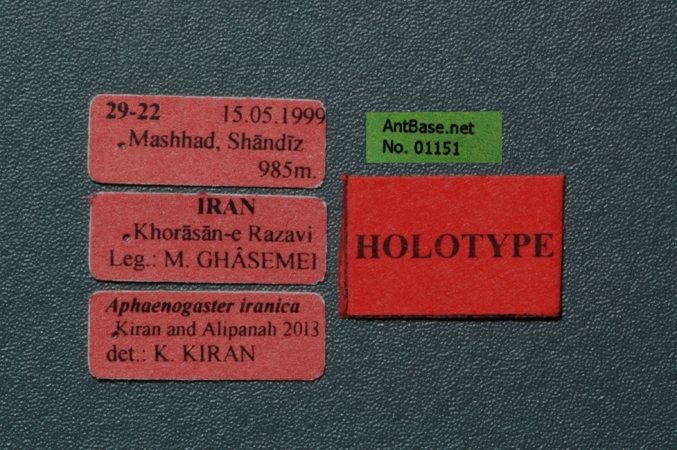 29-22 15.05.1999
Mashhad, Shāndīz
985m.
IRAN
Khorāsān-e Razavi
Leg.: M. GHÂSEMEI
Aphaenogaster iranica
Kiran and Alipanah 2013
det.: K. KIRAN
AntBase.net
No. 01151
HOLOTYPE